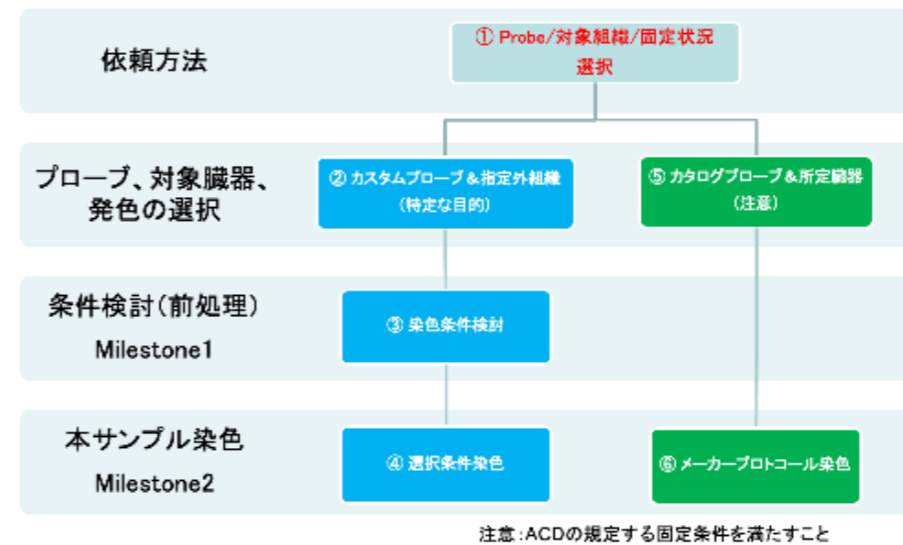 依頼方法
① Probe/対象組織/固定状況
選択
プローブ、対象臓器、
発色の選択
② カスタムプローブ&指定外組織
(特定な目的)
⑤ カタログプローブ&所定臓器
(注意)
条件検討(前処理)
Milestone1
③ 染色条件検討
本サンプル染色
Milestone2
④ 選択条件染色
⑥ メーカープロトコール染色
注意:ACDの規定する固定条件を満たすこと